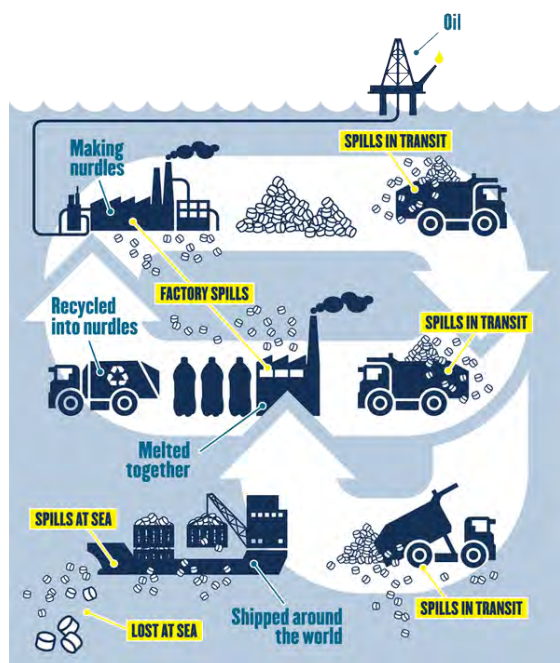 Oil
SPILLS IN TRANSIT
Making
nurdles
FACTORY SPILLS
Recycled
into nurdles
SPILLS IN TRANSIT
Melted
together
SPILLS AT SEA
Shipped around
the world
SPILLS IN TRANSIT
LOST AT SEA